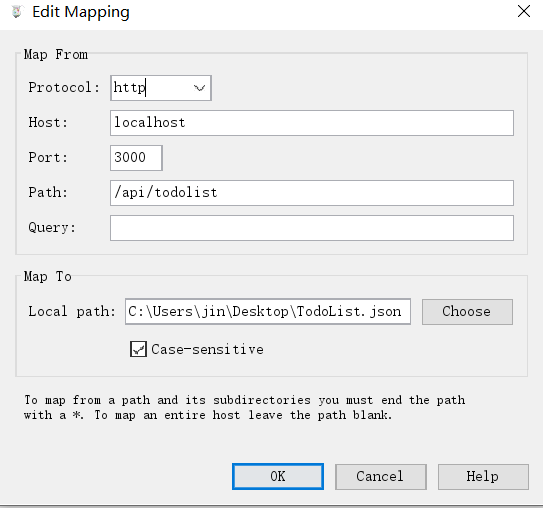 Edit Mapping
Map From
Protocol: http
Host: localhost
Port: 3000
Path: /api/todolist
Query:
Map To
Local path: C:\Users\jin\Desktop\TodoList.json Choose
Case-sensitive
To map from a path and its subdirectories you must end the path
with a *. To map an entire host leave the path blank.
OK Cancel Help